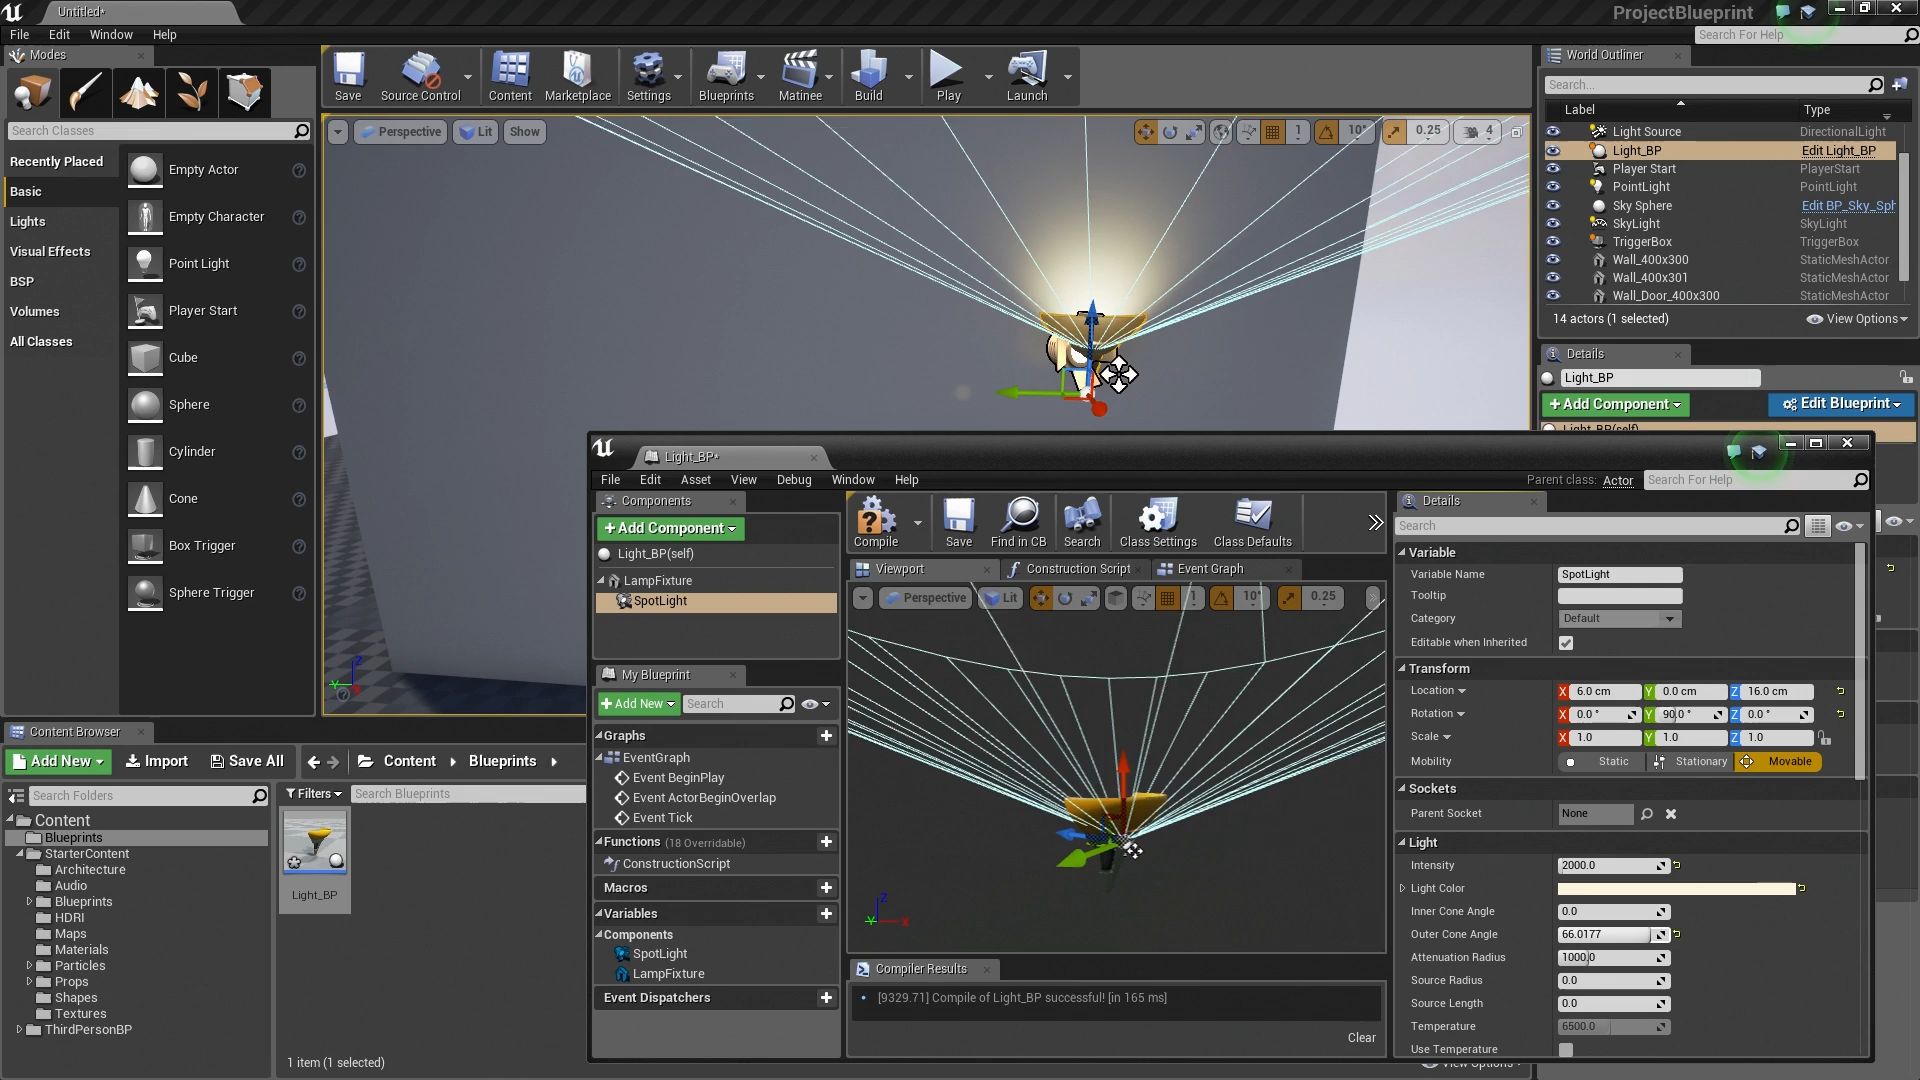 Untitled*
ProjectBlueprint
File Edit Window Help
Search For Help
Modes
Search Classes
Recently Placed
Basic
Lights
Visual Effects
BSP
Volumes
All Classes
Empty Actor
Empty Character
Point Light
Player Start
Cube
Sphere
Cylinder
Cone
Box Trigger
Sphere Trigger
Save Source Control Content Marketplace Settings Blueprints Matinee Build Play Launch
Perspective Lit Show 1 10° 0.25 4
World Outliner
Search...
Label Type
Light Source DirectionalLight
Light_BP Edit Light_BP
Player Start PlayerStart
PointLight PointLight
Sky Sphere Edit BP_Sky_Sph
SkyLight SkyLight
TriggerBox TriggerBox
Wall_400x300 StaticMeshActor
Wall_400x301 StaticMeshActor
Wall_Door_400x300 StaticMeshActor
14 actors (1 selected) View Options
Details
Light_BP
+Add Component Edit Blueprint
Light_BP(self)
Content Browser
Add New Import Save All Content Blueprints
Search Folders
Content
Blueprints
StarterContent
Architecture
Audio
Blueprints
HDRI
Maps
Materials
Particles
Props
Shapes
Textures
ThirdPersonBP
Filters Search Blueprints
Light_BP
1 item (1 selected)
View Options
Light_BP*
File Edit Asset View Debug Window Help
Parent class: Actor Search For Help
Components
+Add Component
Light_BP(self)
LampFixture
SpotLight
My Blueprint
+Add New Search
Graphs
EventGraph
Event BeginPlay
Event ActorBeginOverlap
Event Tick
Functions (18 Overridable)
ConstructionScript
Macros
Variables
Components
SpotLight
LampFixture
Event Dispatchers
Compile Save Find in CB Search Class Settings Class Defaults
Viewport Construction Script Event Graph
Perspective Lit 1 10° 0.25
Compiler Results
[9329.71] Compile of Light_BP successful! [in 165 ms]
Clear
Details
Search
Variable
Variable Name SpotLight
Tooltip
Category Default
Editable when Inherited
Transform
Location X 6.0 cm Y 0.0 cm Z 16.0 cm
Rotation X 0.0 ° Y 90.0 ° Z 0.0 °
Scale X 1.0 Y 1.0 Z 1.0
Mobility Static Stationary Movable
Sockets
Parent Socket None
Light
Intensity 2000.0
Light Color
Inner Cone Angle 0.0
Outer Cone Angle 66.0177
Attenuation Radius 1000.0
Source Radius 0.0
Source Length 0.0
Temperature 6500.0
Use Temperature